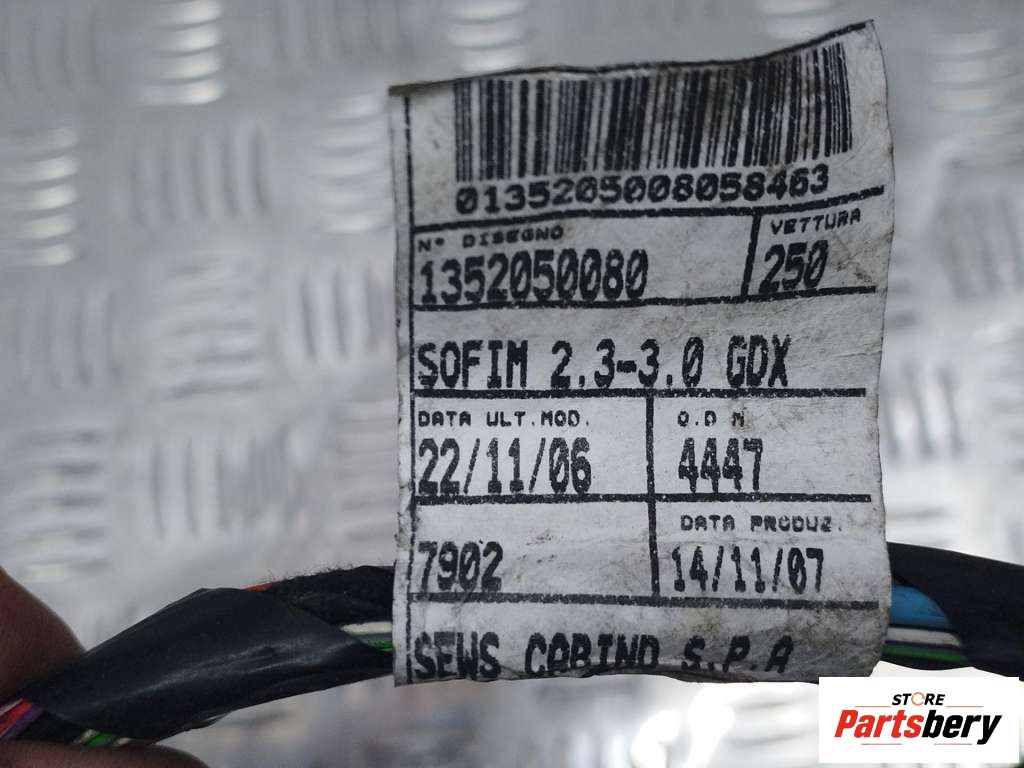 0135205008058463
N° DISEGNO
VETTURA
1352050080
250
SOFIM 2.3-3.0 GDX
DATA ULT.MOD.
O.D M
22/11/06
4447
DATA PRODUZ.
7902
14/11/07
SEWS CABIND S.P.A
STORE
Partsbery